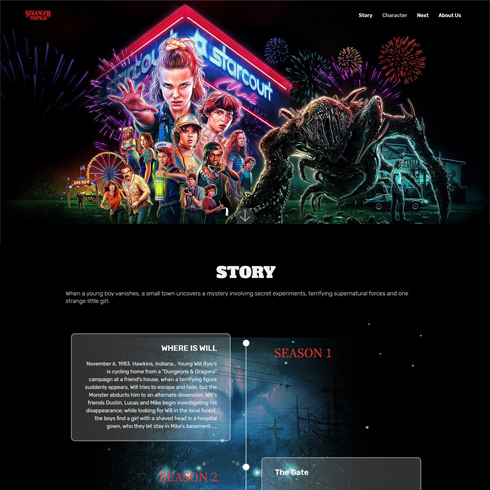 STRANGER
THINGS
Story Character Next About Us
starcourt
STORY
When a young boy vanishes, a small town uncovers a mystery involving secret experiments, terrifying supernatural forces and one
strange little girl.
WHERE IS WILL
SEASON 1
November 6, 1983, Hawkins, Indiana... Young Will Byers
is cycling home from a "Dungeons & Dragons"
campaign at a friend's house, when a terrifying figure
suddenly appears, Will tries to escape and hide, but the
Monster abducts him to an alternate dimension. Will's
friends Dustin, Lucas and Mike begin investigating his
disappearance; while looking for Will in the local forest,
the boys find a girl with a shaved head in a hospital
gown, who they let stay in Mike's basement. ...
SEASON 2
The Gate